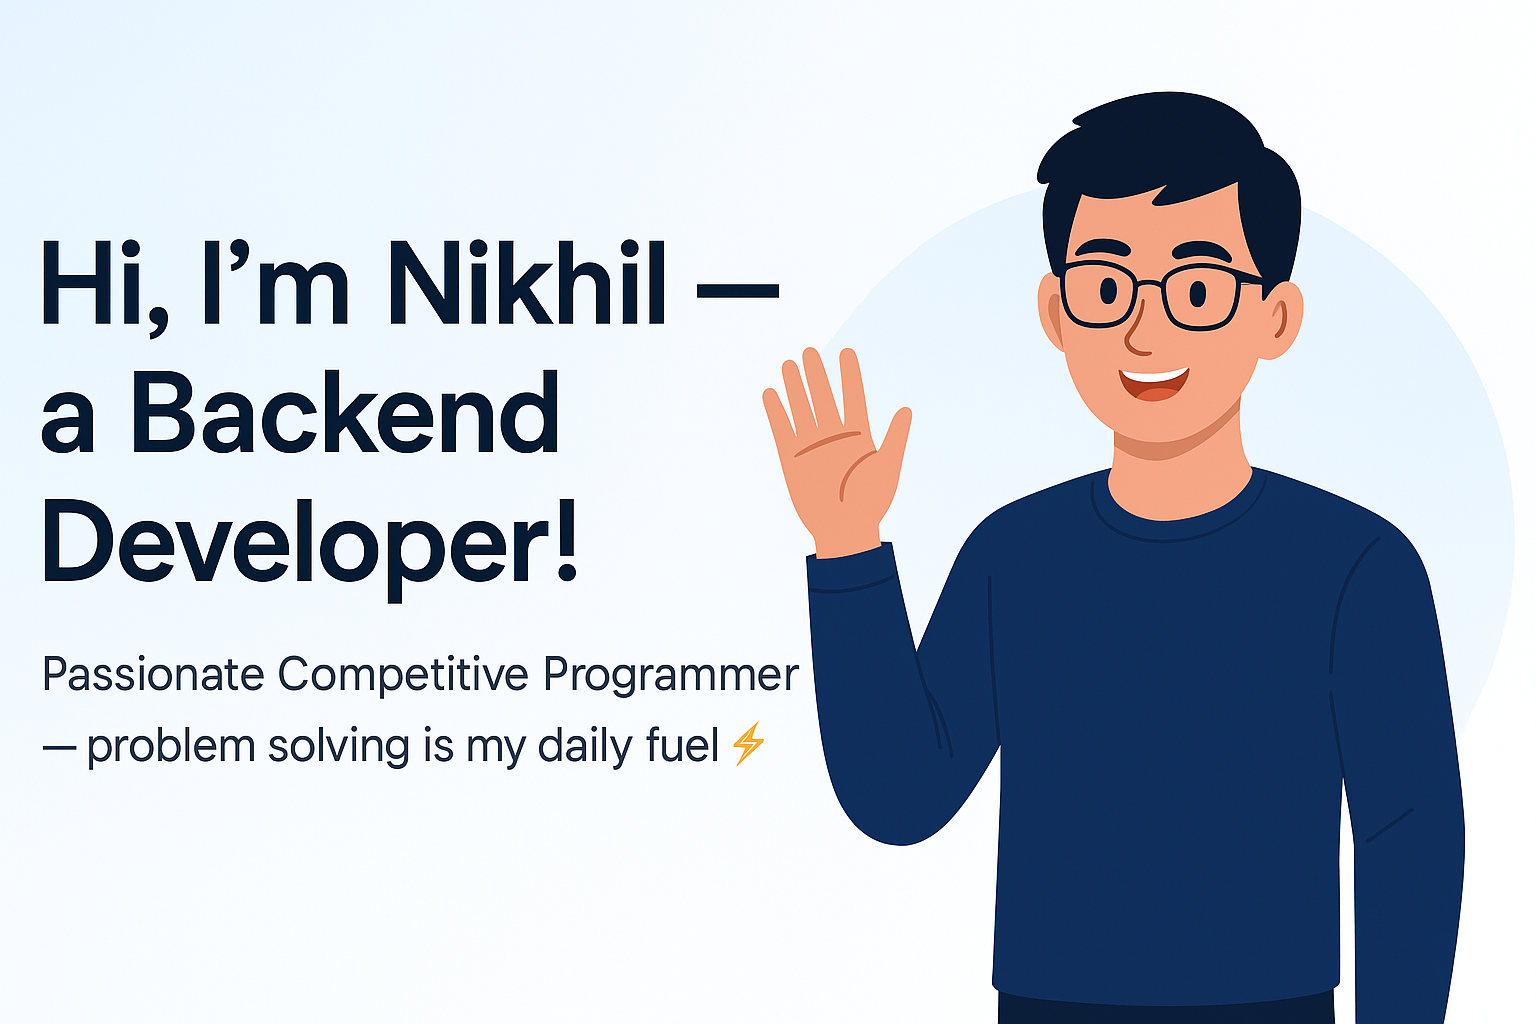 Hi, I’m Nikhil —
a Backend
Developer!
Passionate Competitive Programmer
— problem solving is my daily fuel ⚡